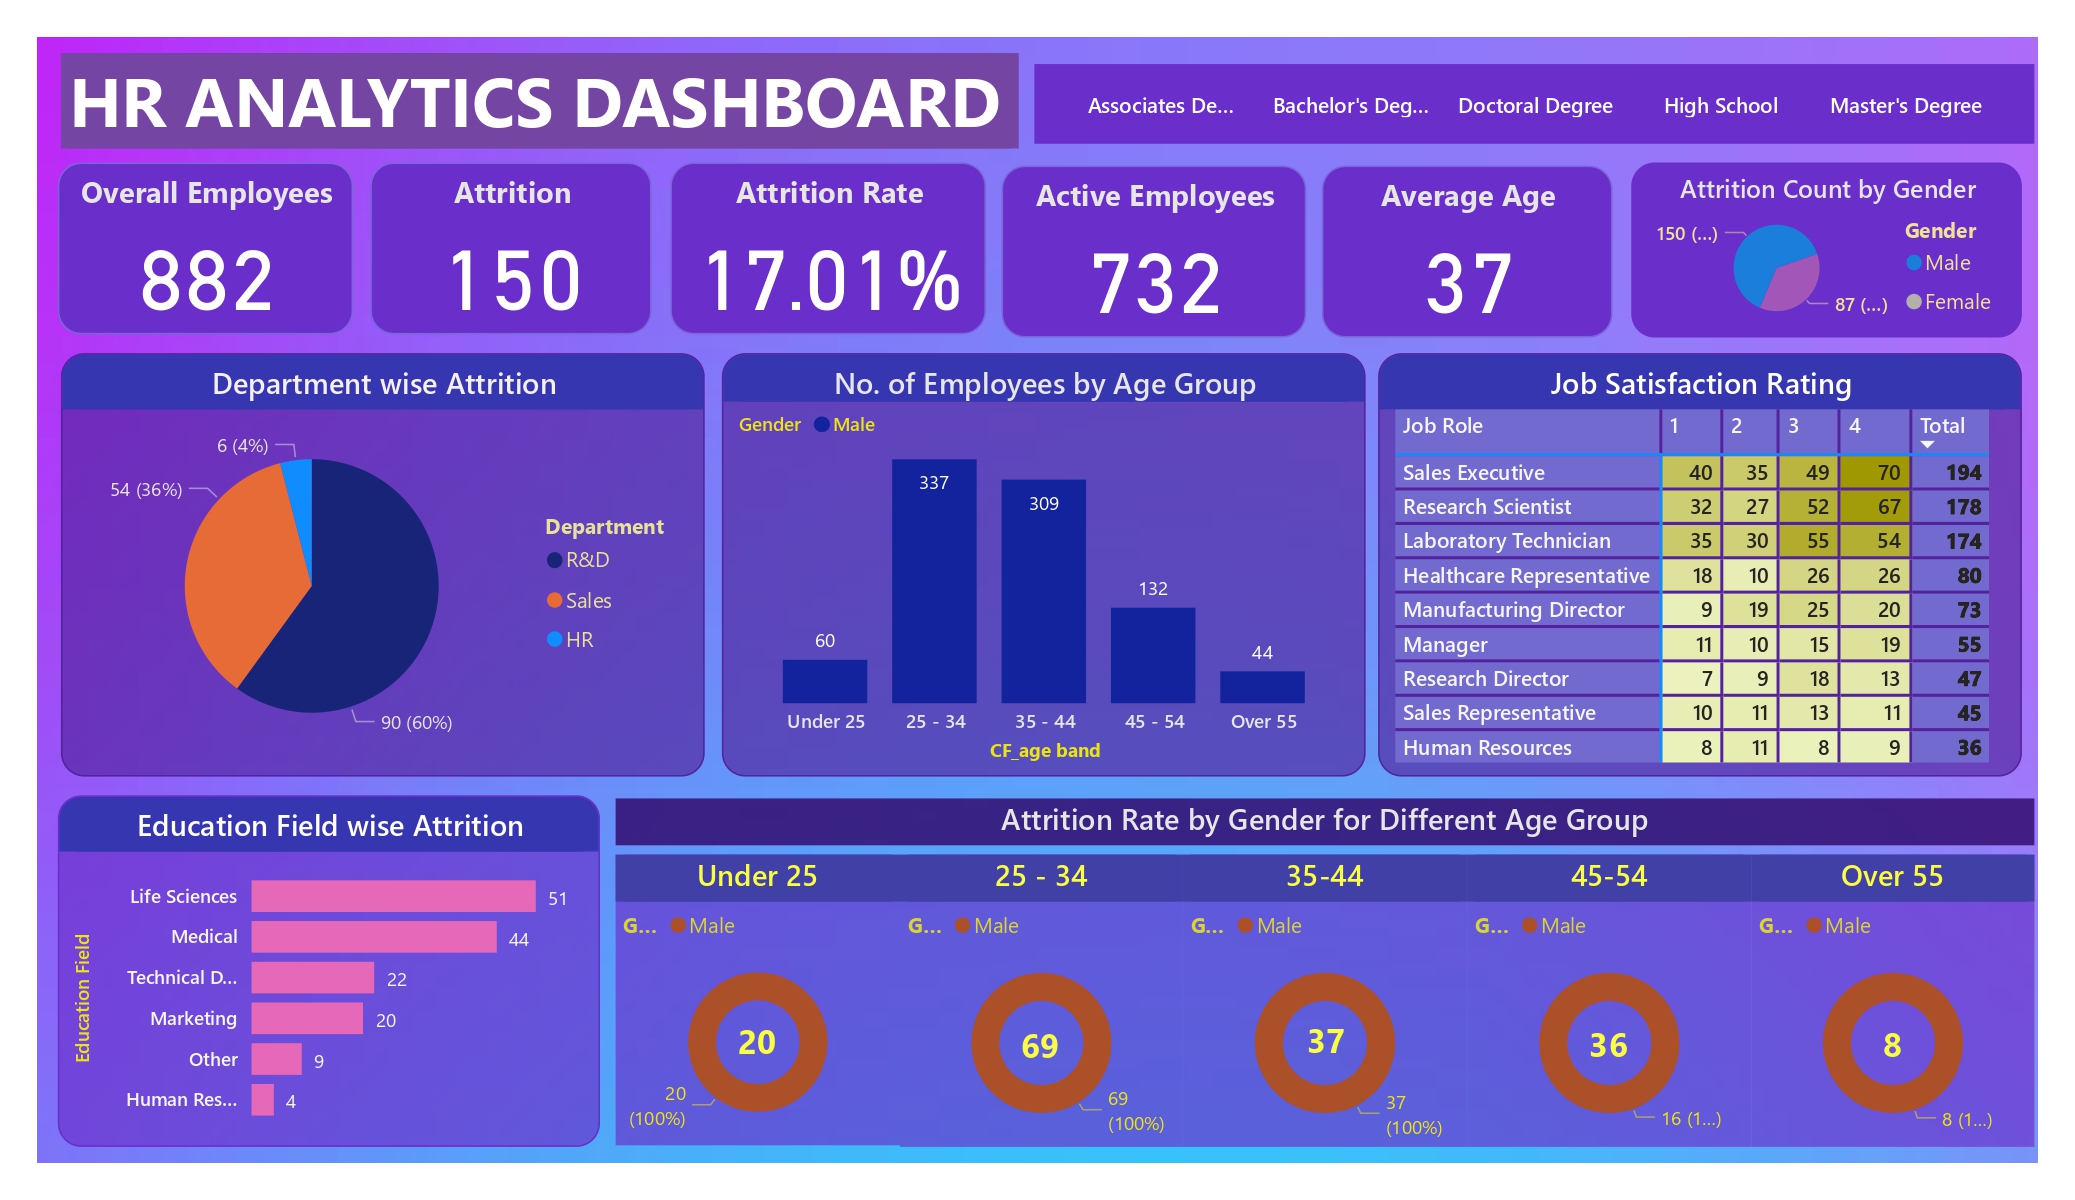 HR ANALYTICS DASHBOARD
Associates De... Bachelor's Deg... Doctoral Degree High School Master's Degree
Overall Employees
882
Attrition
150
Attrition Rate
17.01%
Active Employees
732
Average Age
37
Attrition Count by Gender
150 (...)
87 (...)
Gender
Male
Female
Department wise Attrition
6 (4%)
54 (36%)
90 (60%)
Department
R&D
Sales
HR
No. of Employees by Age Group
Gender Male
60
337
309
132
44
Under 25 25 - 34 35 - 44 45 - 54 Over 55
CF_age band
Job Satisfaction Rating
Job Role 1 2 3 4 Total
Sales Executive 40 35 49 70 194
Research Scientist 32 27 52 67 178
Laboratory Technician 35 30 55 54 174
Healthcare Representative 18 10 26 26 80
Manufacturing Director 9 19 25 20 73
Manager 11 10 15 19 55
Research Director 7 9 18 13 47
Sales Representative 10 11 13 11 45
Human Resources 8 11 8 9 36
Education Field wise Attrition
Education Field
Life Sciences 51
Medical 44
Technical D... 22
Marketing 20
Other 9
Human Res... 4
Attrition Rate by Gender for Different Age Group
Under 25
G... Male
20
20
(100%)
25 - 34
G... Male
69
69
(100%)
35-44
G... Male
37
37
(100%)
45-54
G... Male
36
16 (1...)
Over 55
G... Male
8
8 (1...)